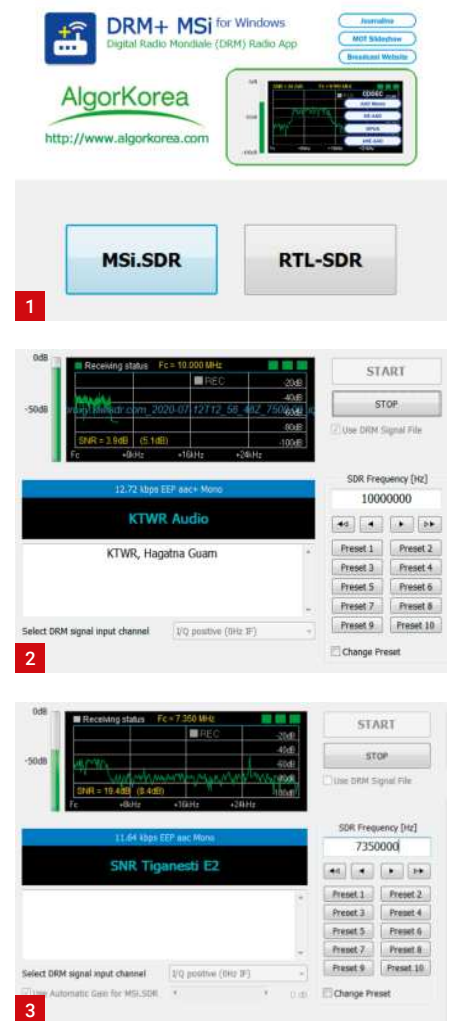 DRM+ MSi for Windows
Digital Radio Mondiale (DRM) Radio App
Journaline
MOT Slideshow
Broadcast Website
AlgorKorea
http://www.algorkorea.com
MSi.SDR
RTL-SDR
1
0dB
-50dB
Receiving status Fc = 10.000 MHz
REC
-20dB
-40dB
-60dB
-80dB
-100dB
SNR = 3.9dB (5.1dB)
Fc +8kHz +16kHz +24kHz
START
STOP
Use DRM Signal File
12.72 kbps EEP aac+ Mono
KTWR Audio
KTWR, Hagatna Guam
SDR Frequency [Hz]
10000000
Preset 1 Preset 2
Preset 3 Preset 4
Preset 5 Preset 6
Preset 7 Preset 8
Preset 9 Preset 10
Select DRM signal input channel I/Q positive (0Hz IF)
Change Preset
2
0dB
-50dB
Receiving status Fc = 7.350 MHz
REC
-20dB
-40dB
-60dB
-80dB
-100dB
SNR = 19.4dB (8.4dB)
Fc +8kHz +16kHz +24kHz
START
STOP
Use DRM Signal File
11.64 kbps EEP aac Mono
SNR Tiganesti E2
SDR Frequency [Hz]
7350000
Preset 1 Preset 2
Preset 3 Preset 4
Preset 5 Preset 6
Preset 7 Preset 8
Preset 9 Preset 10
Select DRM signal input channel I/Q positive (0Hz IF)
Use Automatic Gain for MSi.SDR 0 dB
Change Preset
3